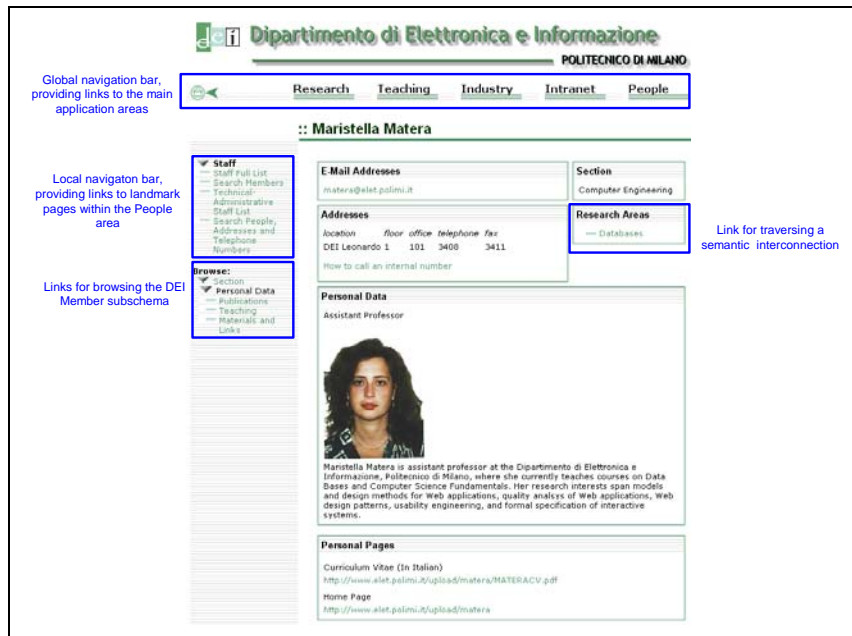 dei Dipartimento di Elettronica e Informazione
POLITECNICO DI MILANO
Global navigation bar,
providing links to the main
application areas
Research Teaching Industry Intranet People
:: Maristella Matera
Local navigaton bar,
providing links to landmark
pages within the People
area
Staff
Staff Full List
Search Members
Technical-
Administrative
Staff List
Search People,
Addresses and
Telephone
Numbers
Links for browsing the DEI
Member subschema
Browse:
Section
Personal Data
Publications
Teaching
Materials and
Links
E-Mail Addresses
matera@elet.polimi.it
Section
Computer Engineering
Addresses
location floor office telephone fax
DEI Leonardo 1 101 3408 3411
How to call an internal number
Research Areas
Databases
Link for traversing a
semantic interconnection
Personal Data
Assistant Professor
Maristella Matera is assistant professor at the Dipartimento di Elettronica e
Informazione, Politecnico di Milano, where she currently teaches courses on Data
Bases and Computer Science Fundamentals. Her research interests span models
and design methods for Web applications, quality analsys of Web applications, Web
design patterns, usability engineering, and formal specification of interactive
systems.
Personal Pages
Curriculum Vitae (In Italian)
http://www.elet.polimi.it/upload/matera/MATERACV.pdf
Home Page
http://www.elet.polimi.it/upload/matera